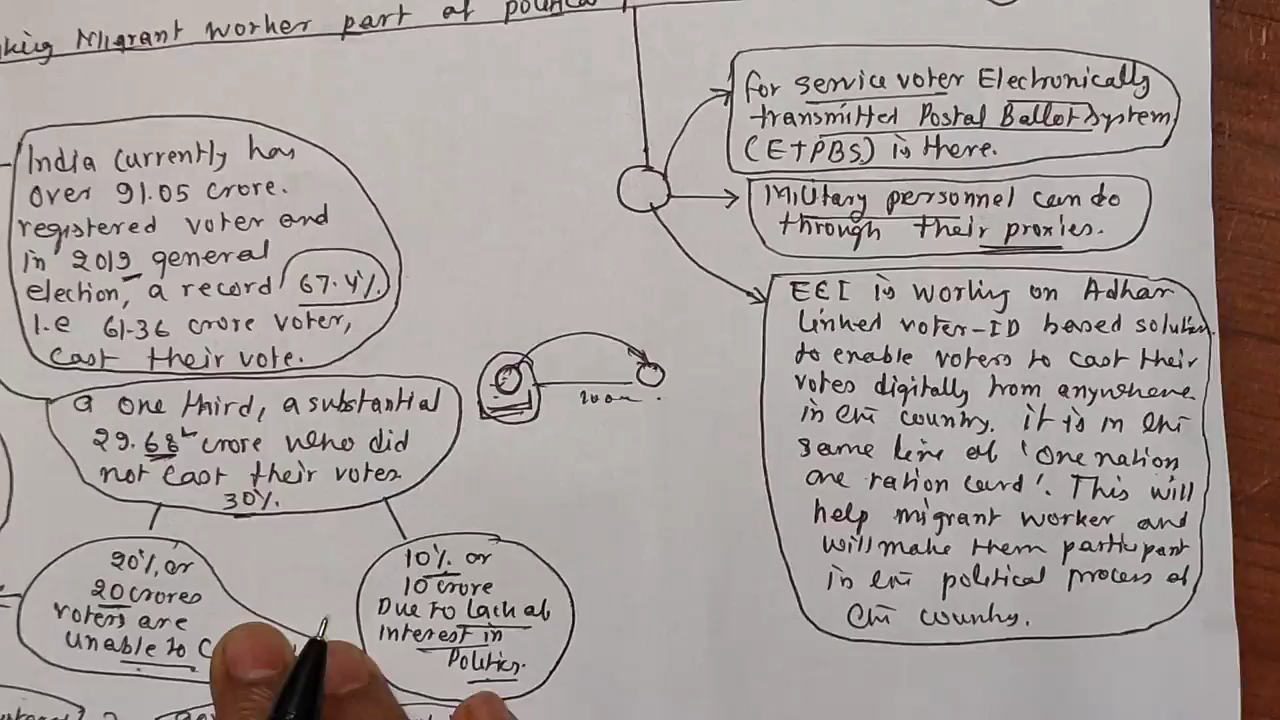 Migrant worker part of
India currently has
over 91.05 crore.
registered voter and
in 2019 general
election, a record 67.4%.
I.e 61.36 crore voter,
cast their vote.
a one third, a substantial
29.68 crore who did
not cast their votes
30%.
20% or
20 crores
voters are
unable to
10% or
10 crore
Due to lack of
interest in
Politics.
for service voter Electronically
transmitted Postal Ballot System
(ETPBS) is there.
Military personnel can do
through their proxies.
ECI is working on Adhar
linked voter-ID based solution
to enable voters to cast their
votes digitally from anywhere
in the country. it is in the
same line of 'One nation
one ration card'. This will
help migrant worker and
will make them participant
in the political process of
the country.